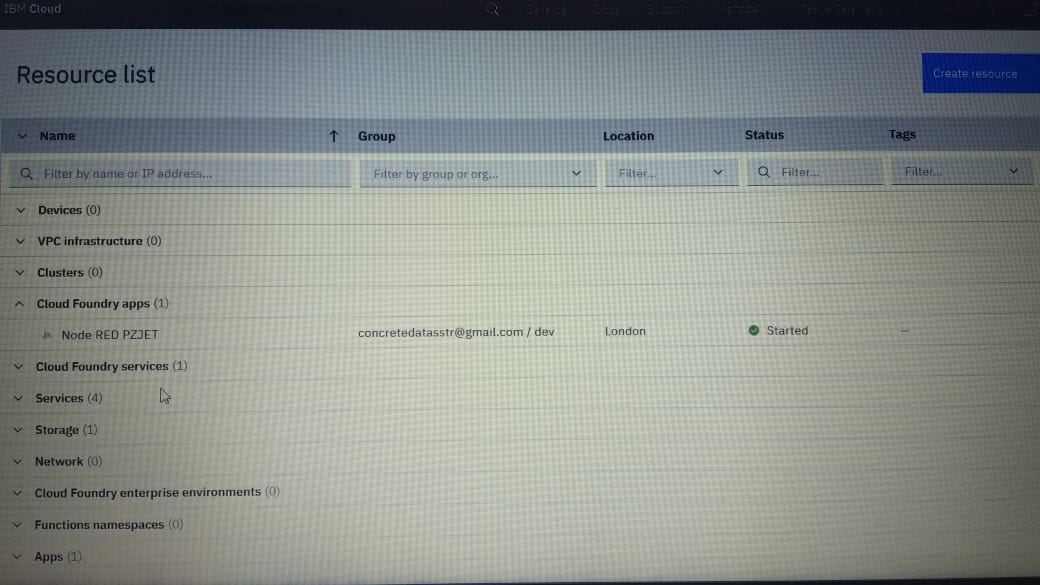 IBM Cloud Catalog Docs Support Manage
Resource list
Create resource
Name Group Location Status Tags
Filter by name or IP address... Filter by group or org... Filter... Filter... Filter...
Devices (0)
VPC infrastructure (0)
Clusters (0)
Cloud Foundry apps (1)
js Node RED PZJET concretedatasstr@gmail.com / dev London Started –
Cloud Foundry services (1)
Services (4)
Storage (1)
Network (0)
Cloud Foundry enterprise environments (0)
Functions namespaces (0)
Apps (1)